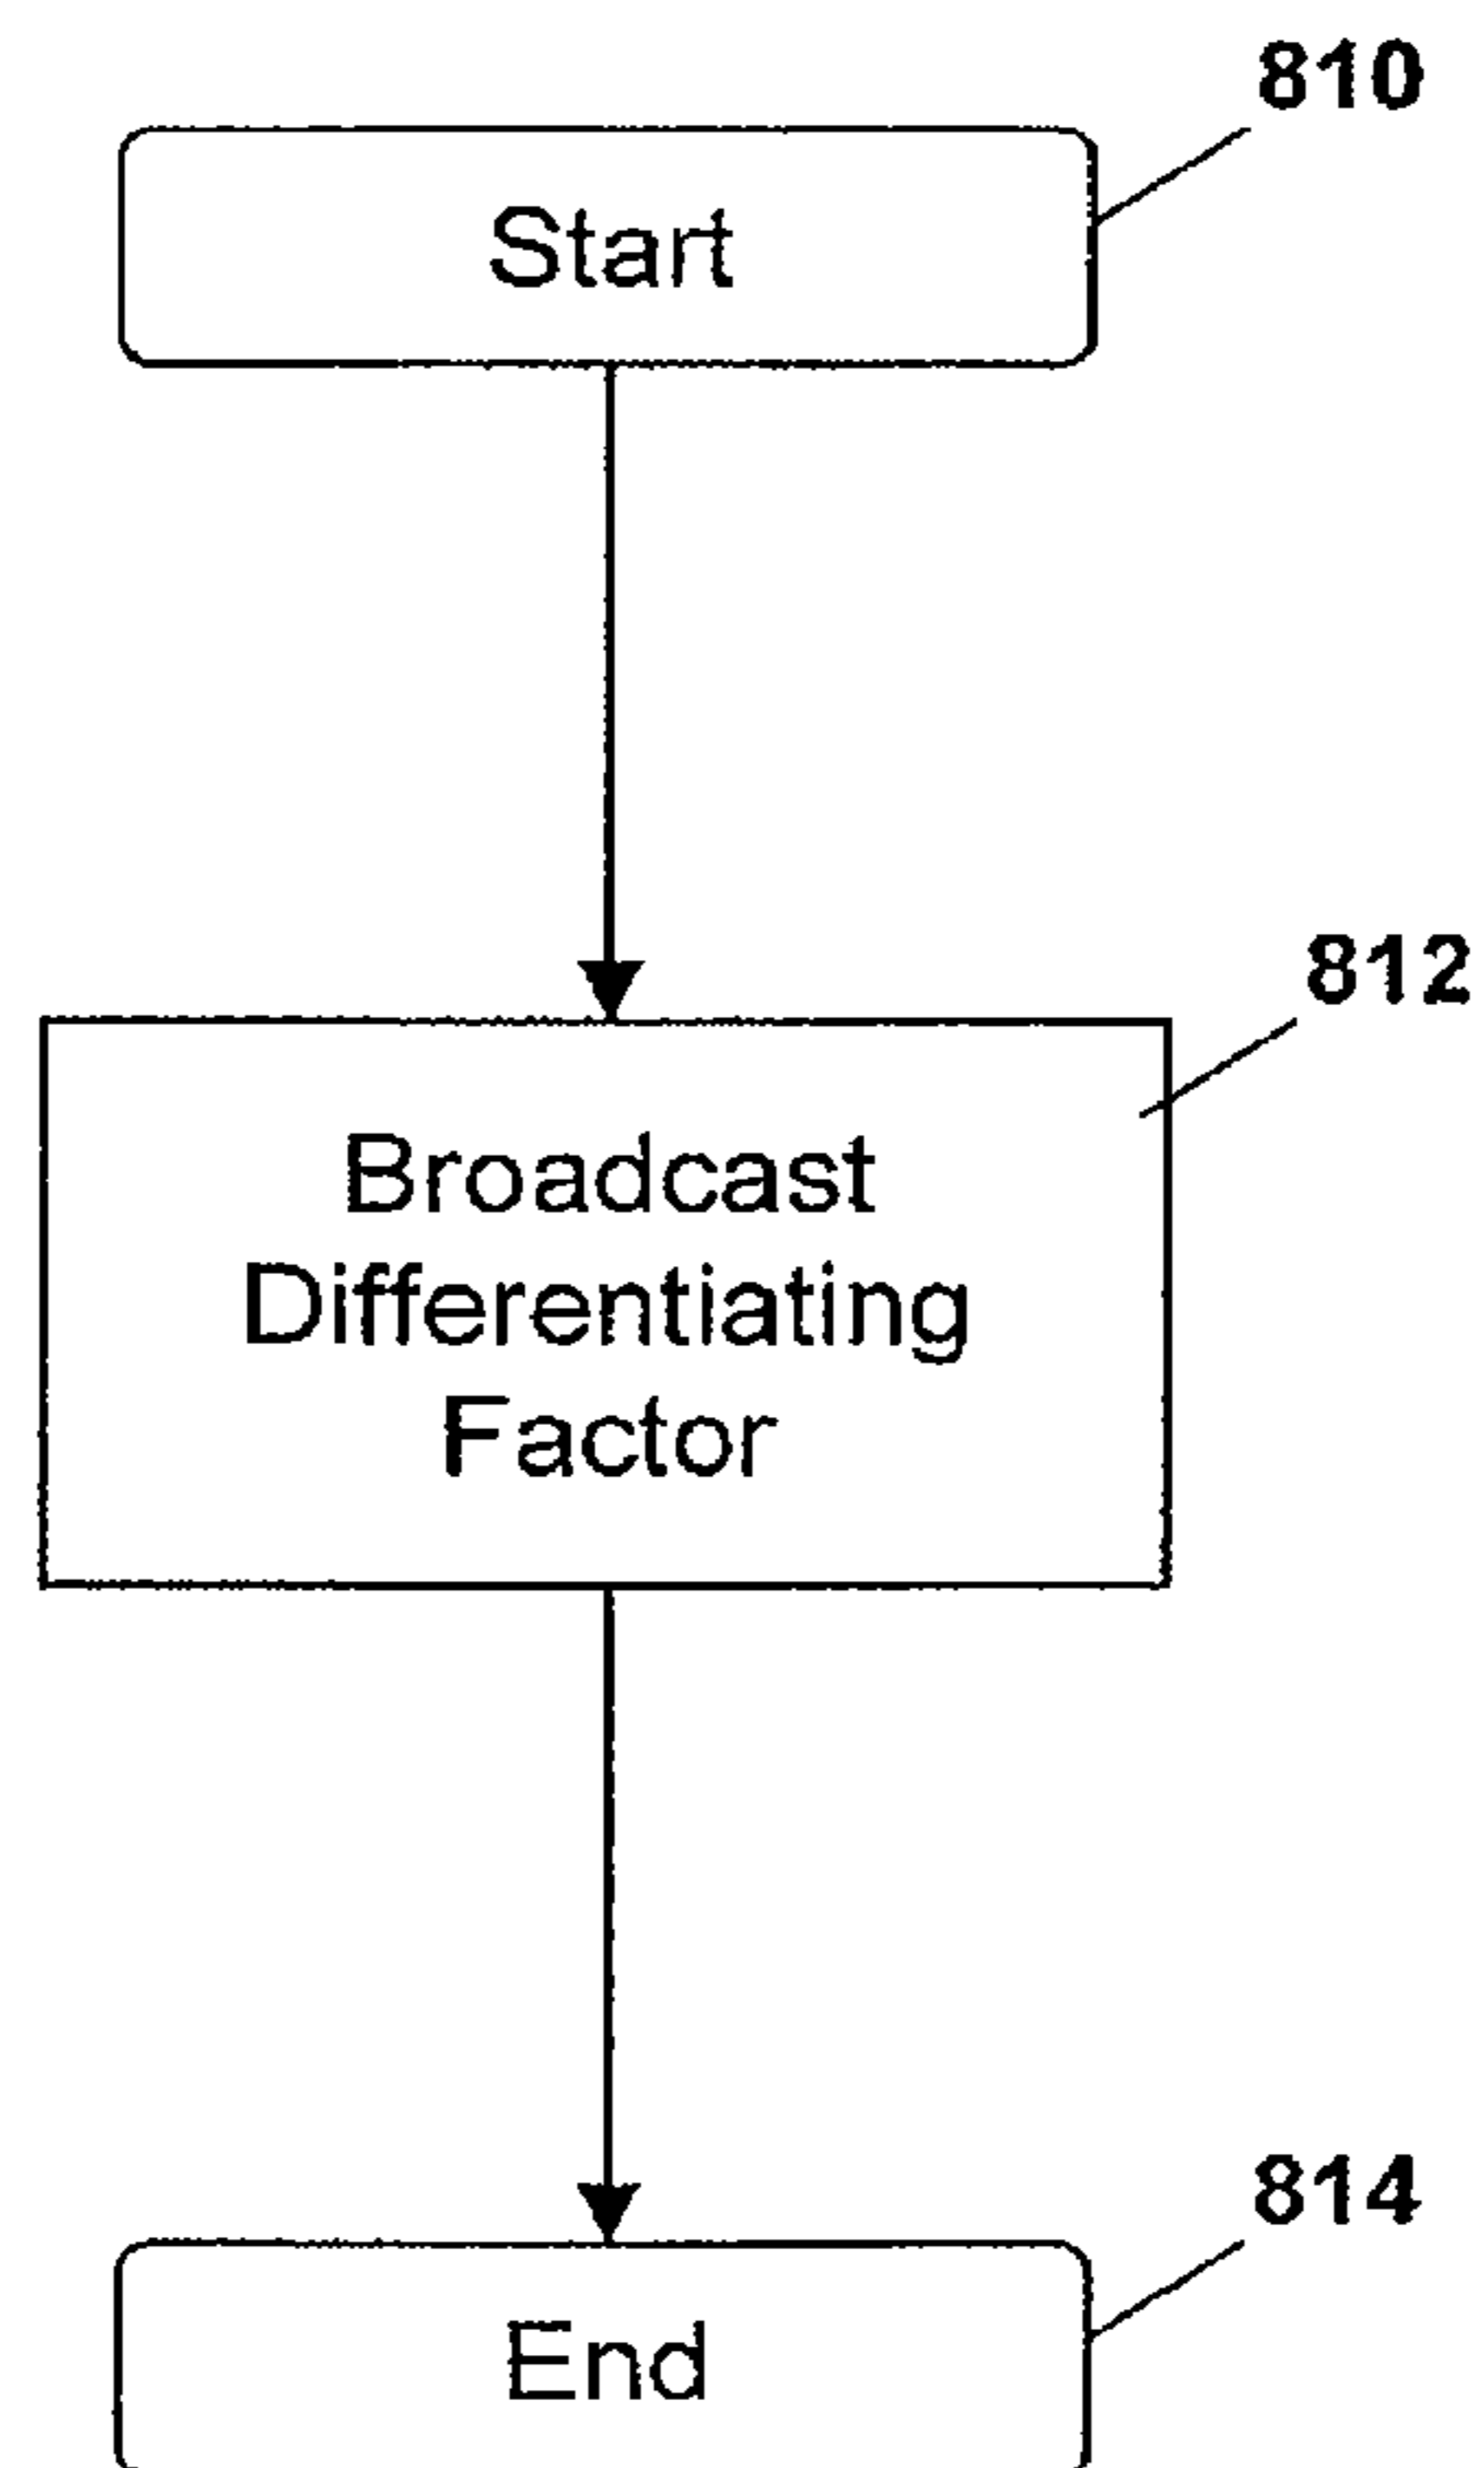 810
Start
812
Broadcast
Differentiating
Factor
814
End